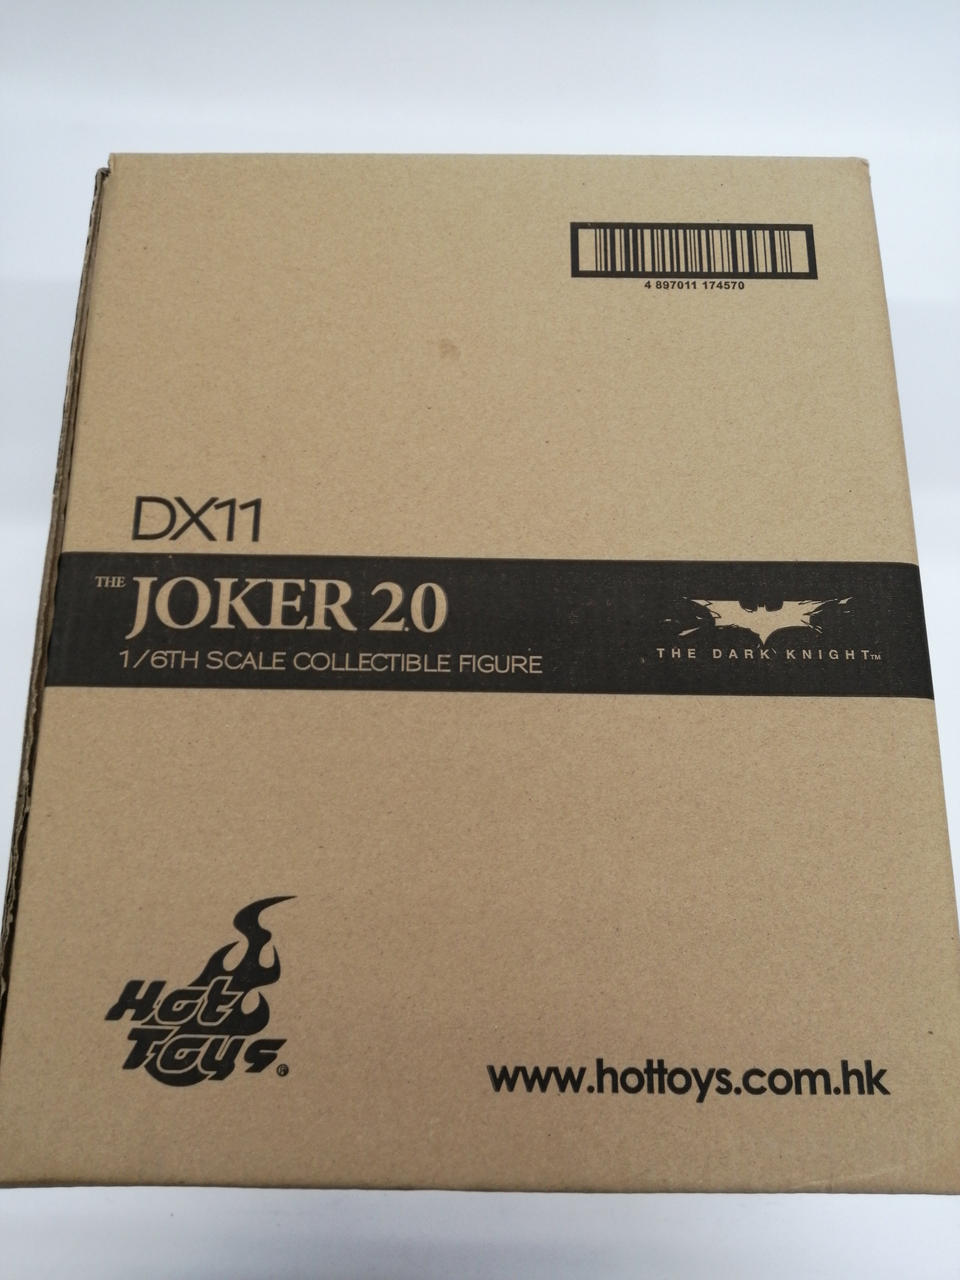 4 897011 174570
DX11
THE JOKER 2.0
1/6TH SCALE COLLECTIBLE FIGURE
THE DARK KNIGHT™
Hot
Toys®
www.hottoys.com.hk